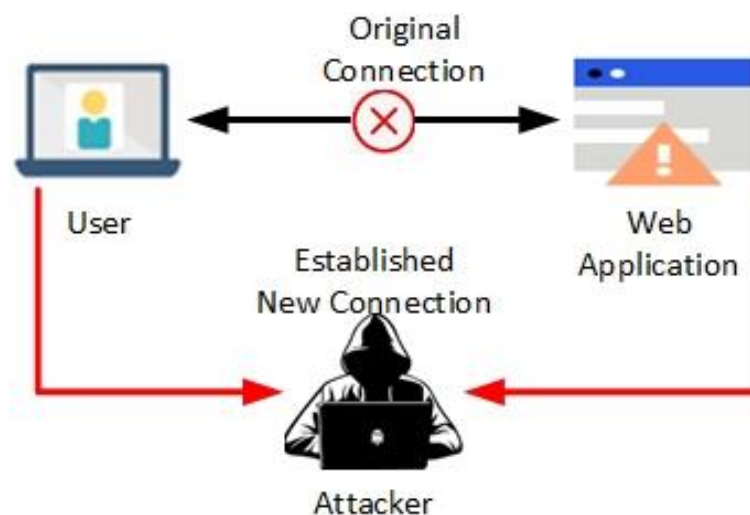 Original
Connection
User
Web
Application
Established
New Connection
Attacker